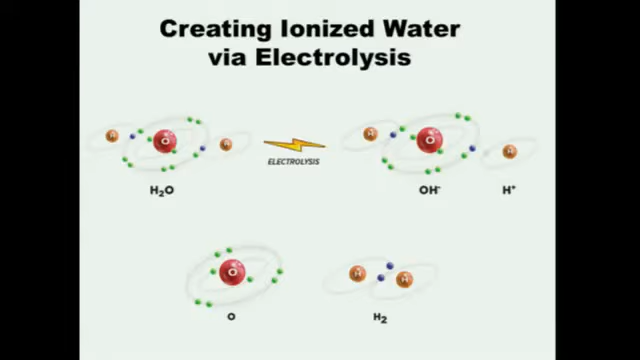 Creating Ionized Water
via Electrolysis
H O H
ELECTROLYSIS
H O H
H₂O
OH⁻
H⁺
O
H H
O
H₂